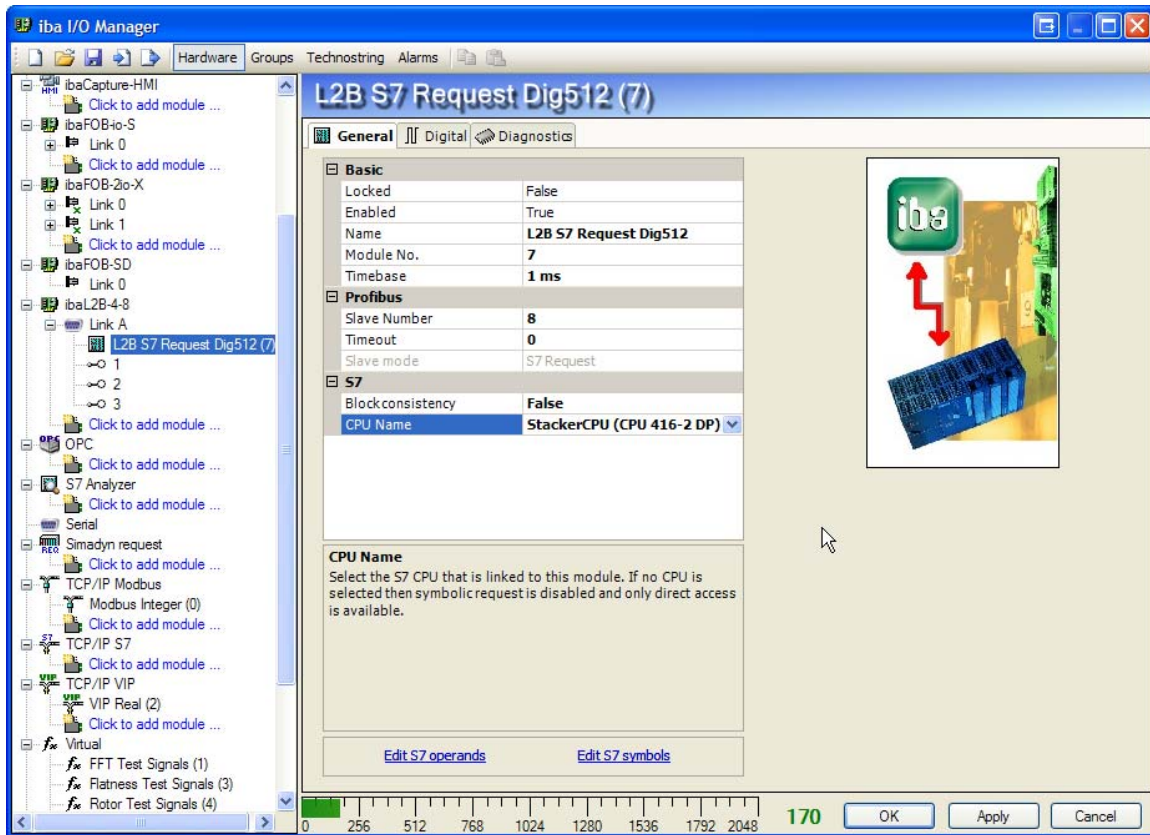 iba I/O Manager
Hardware Groups Technostring Alarms
ibaCapture-HMI
Click to add module ...
ibaFOB-io-S
Link 0
Click to add module ...
ibaFOB-2io-X
Link 0
Link 1
Click to add module ...
ibaFOB-SD
Link 0
ibaL2B-4-8
Link A
L2B S7 Request Dig512 (7)
1
2
3
Click to add module ...
OPC
Click to add module ...
S7 Analyzer
Click to add module ...
Serial
Simadyn request
Click to add module ...
TCP/IP Modbus
Modbus Integer (0)
Click to add module ...
TCP/IP S7
Click to add module ...
TCP/IP VIP
VIP Real (2)
Click to add module ...
Virtual
FFT Test Signals (1)
Flatness Test Signals (3)
Rotor Test Signals (4)
L2B S7 Request Dig512 (7)
General Digital Diagnostics
Basic
Locked False
Enabled True
Name L2B S7 Request Dig512
Module No. 7
Timebase 1 ms
Profibus
Slave Number 8
Timeout 0
Slave mode S7 Request
S7
Blockconsistency False
CPU Name StackerCPU (CPU 416-2 DP)
CPU Name
Select the S7 CPU that is linked to this module. If no CPU is
selected then symbolic request is disabled and only direct access
is available.
Edit S7 operands Edit S7 symbols
iba
0 256 512 768 1024 1280 1536 1792 2048
170 OK Apply Cancel